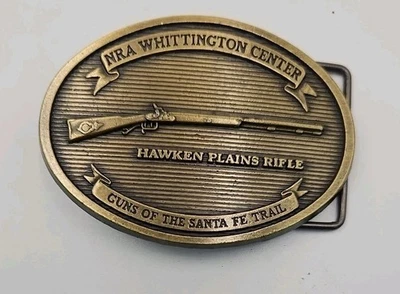 NRA WHITTINGTON CENTER
HAWKEN PLAINS RIFLE
GUNS OF THE SANTA FE TRAIL